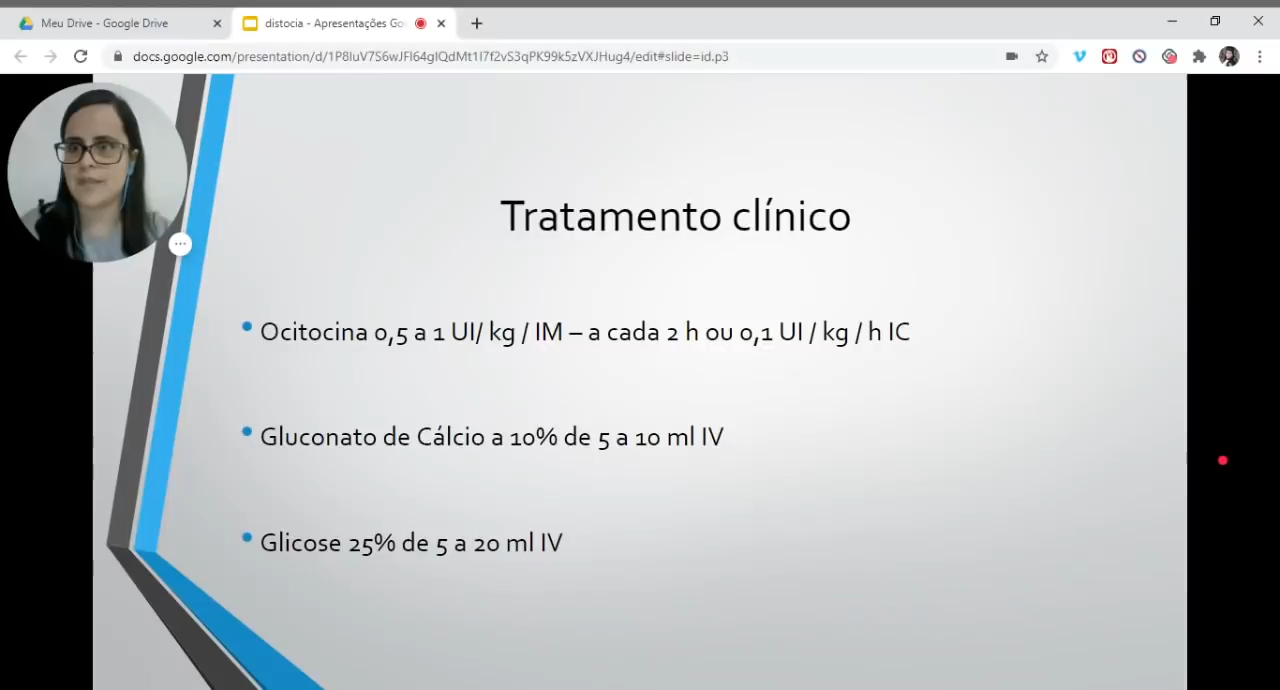 Meu Drive - Google Drive
distocia - Apresentações Go
docs.google.com/presentation/d/1P8IuV7S6wJFl64gIQdMt1I7f2vS3qPK99k5zVXJHug4/edit#slide=id.p3
Tratamento clínico
Ocitocina 0,5 a 1 UI/ kg / IM – a cada 2 h ou 0,1 UI / kg / h IC
Gluconato de Cálcio a 10% de 5 a 10 ml IV
Glicose 25% de 5 a 20 ml IV